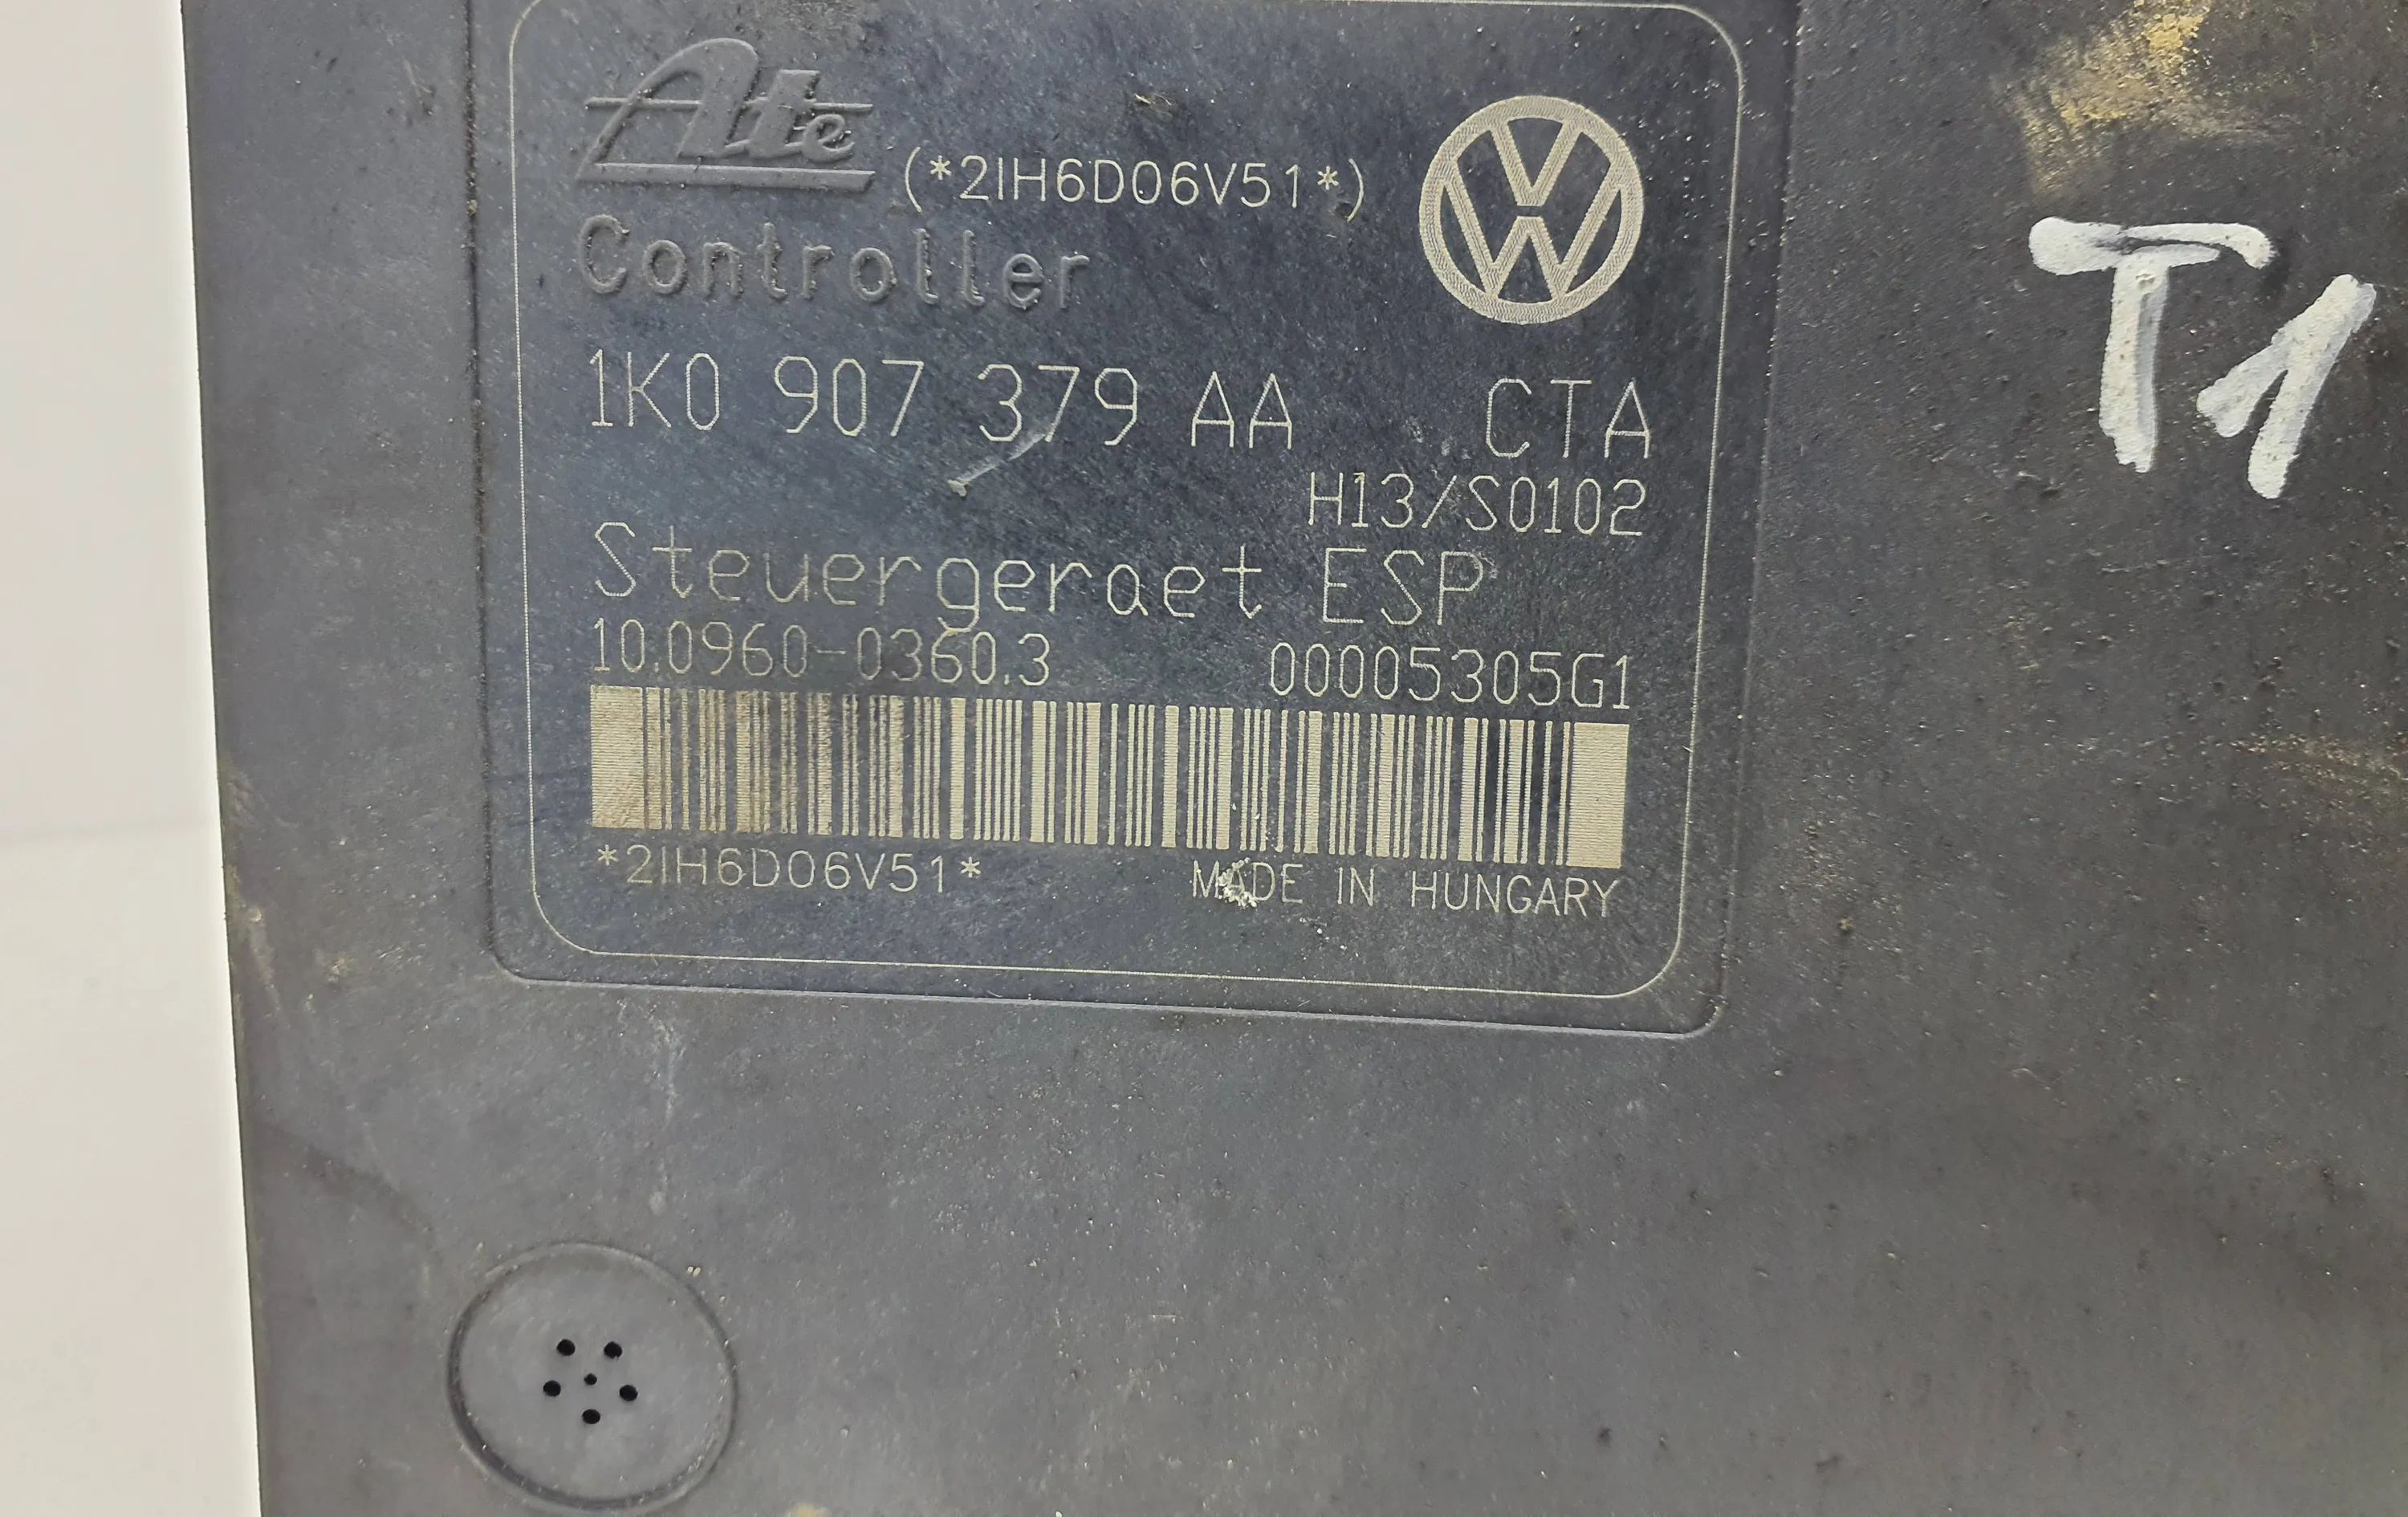 Ate (*2IH6D06V51*)
Controller
1K0 907 379 AA CTA
H13/S0102
Steuergeraet ESP
10.0960-0360.3 00005305G1
*2IH6D06V51* MADE IN HUNGARY
T1